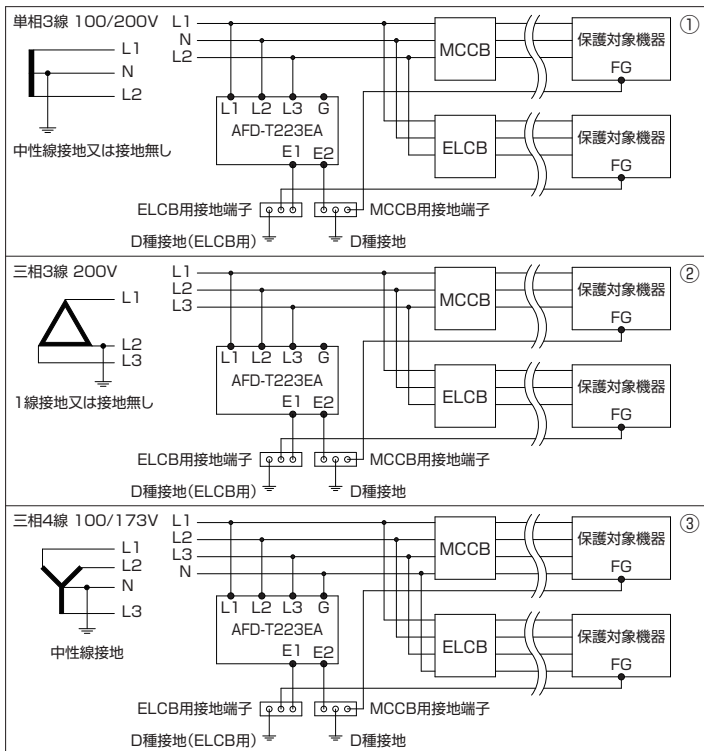 単相3線 100/200V
L1
N
L2
中性線接地又は接地無し
L1
N
L2
MCCB
保護対象機器
FG
①
L1 L2 L3 G
AFD-T223EA
E1 E2
ELCB
保護対象機器
FG
ELCB用接地端子
MCCB用接地端子
D種接地(ELCB用)
D種接地
三相3線 200V
L1
L2
L3
1線接地又は接地無し
L1
L2
L3
MCCB
保護対象機器
FG
②
L1 L2 L3 G
AFD-T223EA
E1 E2
ELCB
保護対象機器
FG
ELCB用接地端子
MCCB用接地端子
D種接地(ELCB用)
D種接地
三相4線 100/173V
L1
L2
N
L3
中性線接地
L1
L2
L3
N
MCCB
保護対象機器
FG
③
L1 L2 L3 G
AFD-T223EA
E1 E2
ELCB
保護対象機器
FG
ELCB用接地端子
MCCB用接地端子
D種接地(ELCB用)
D種接地